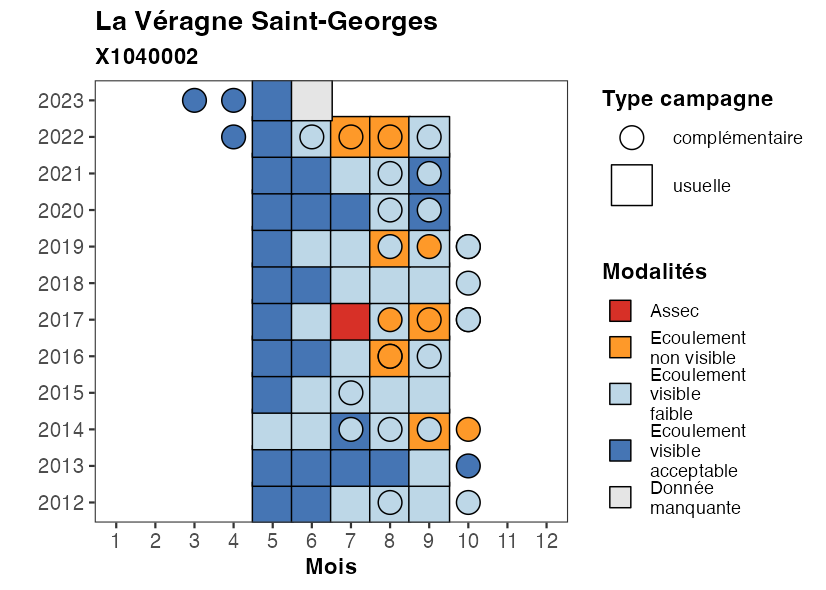 La Véragne Saint-Georges
X1040002
2023
2022
2021
2020
2019
2018
2017
2016
2015
2014
2013
2012
1 2 3 4 5 6 7 8 9 10 11 12
Mois
Type campagne
complémentaire
usuelle
Modalités
Assec
Ecoulement
non visible
Ecoulement
visible
faible
Ecoulement
visible
acceptable
Donnée
manquante